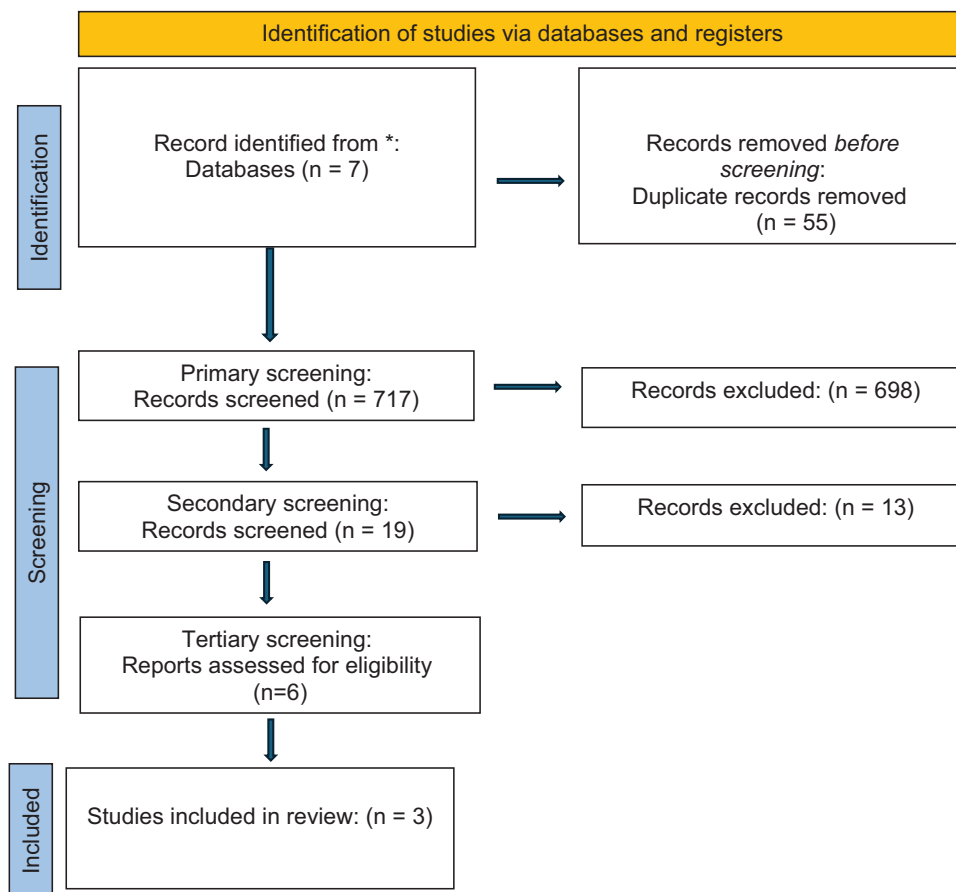 Identification of studies via databases and registers
Identification
Record identified from *:
Databases (n = 7)
Records removed before
screening:
Duplicate records removed
(n = 55)
Screening
Primary screening:
Records screened (n = 717)
Records excluded: (n = 698)
Secondary screening:
Records screened (n = 19)
Records excluded: (n = 13)
Tertiary screening:
Reports assessed for eligibility
(n=6)
Included
Studies included in review: (n = 3)